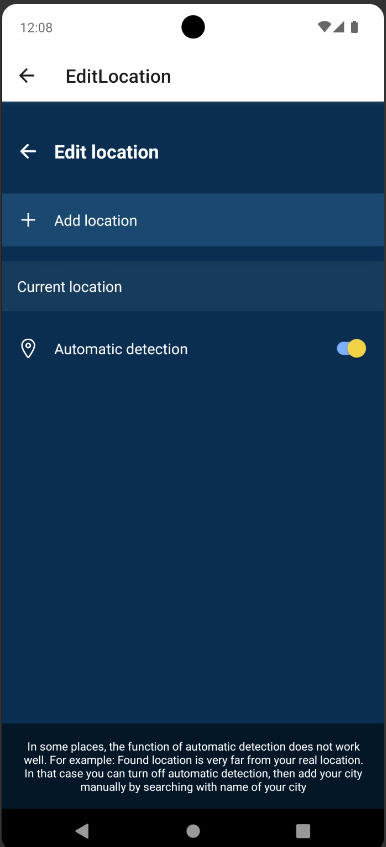 12:08
EditLocation
Edit location
Add location
Current location
Automatic detection
In some places, the function of automatic detection does not work
well. For example: Found location is very far from your real location.
In that case you can turn off automatic detection, then add your city
manually by searching with name of your city